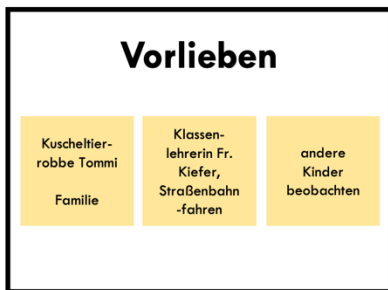 Vorlieben
Kuscheltier-
robbe Tommi
Familie
Klassen-
lehrerin Fr.
Kiefer,
Straßenbahn
-fahren
andere
Kinder
beobachten